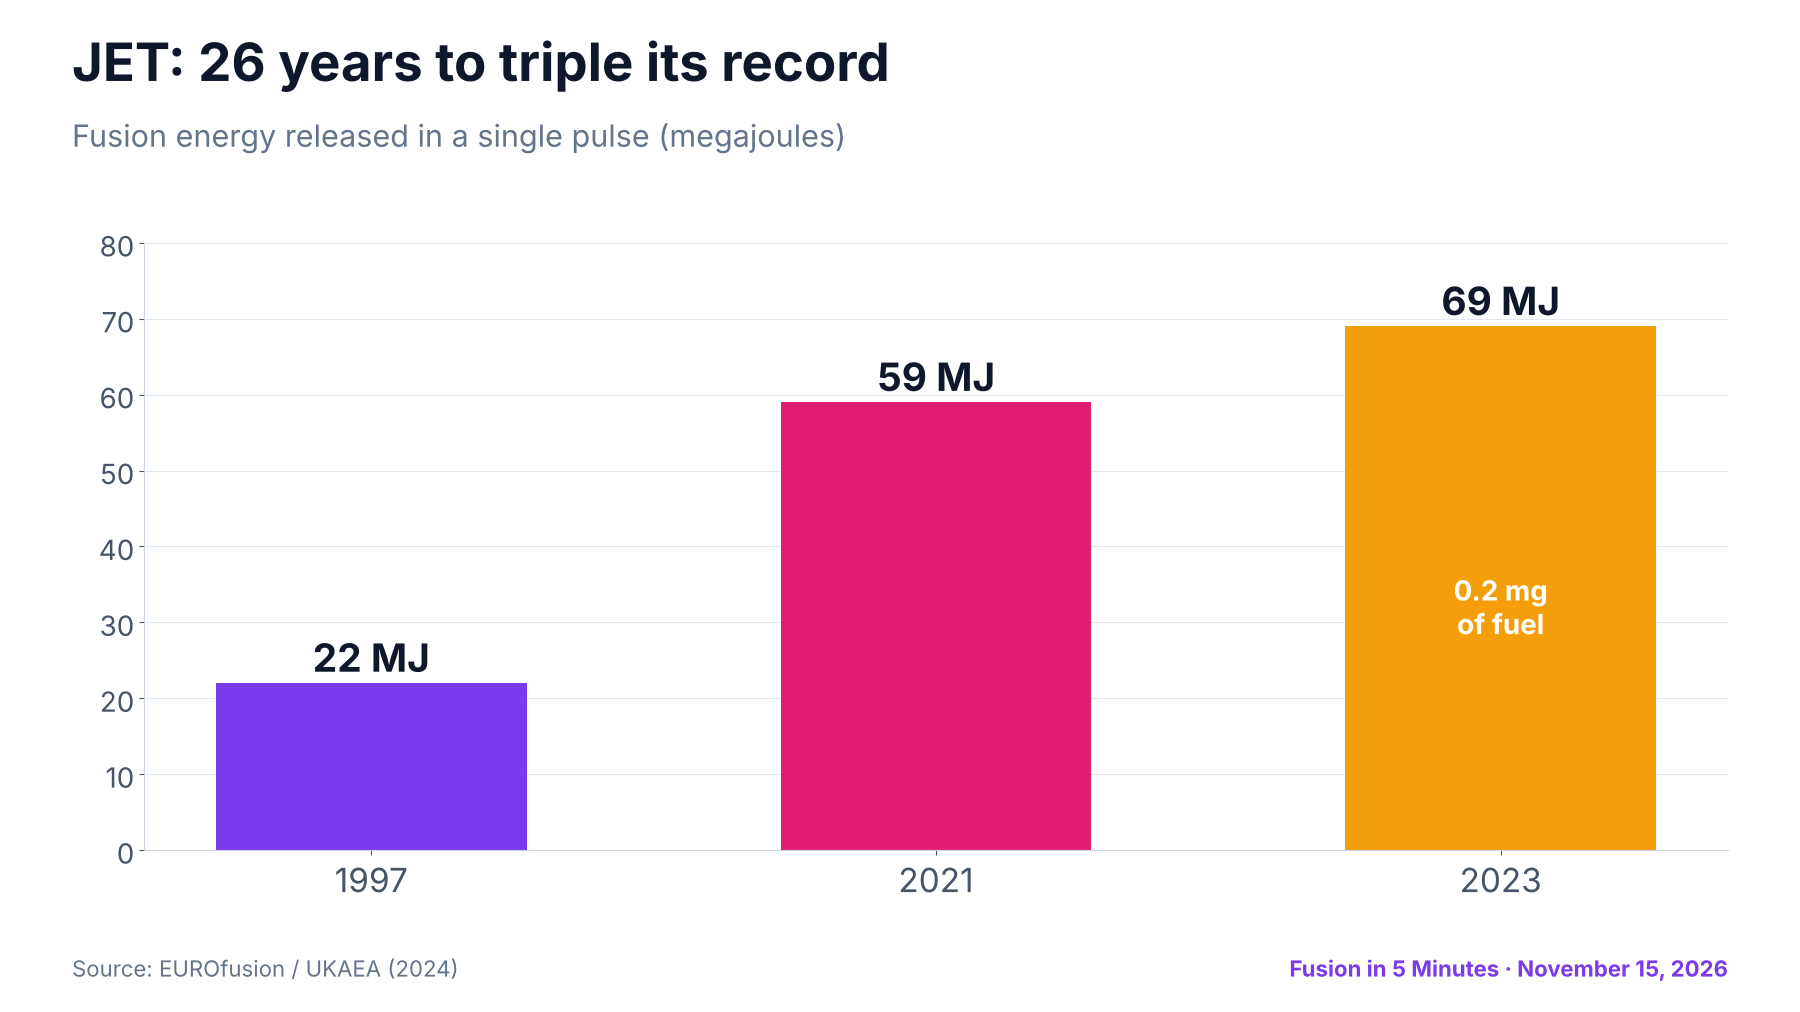 JET: 26 years to triple its record
Fusion energy released in a single pulse (megajoules)
80
70
60
50
40
30
20
10
0
22 MJ
59 MJ
69 MJ
0.2 mg
of fuel
1997
2021
2023
Source: EUROfusion / UKAEA (2024)
Fusion in 5 Minutes · November 15, 2026